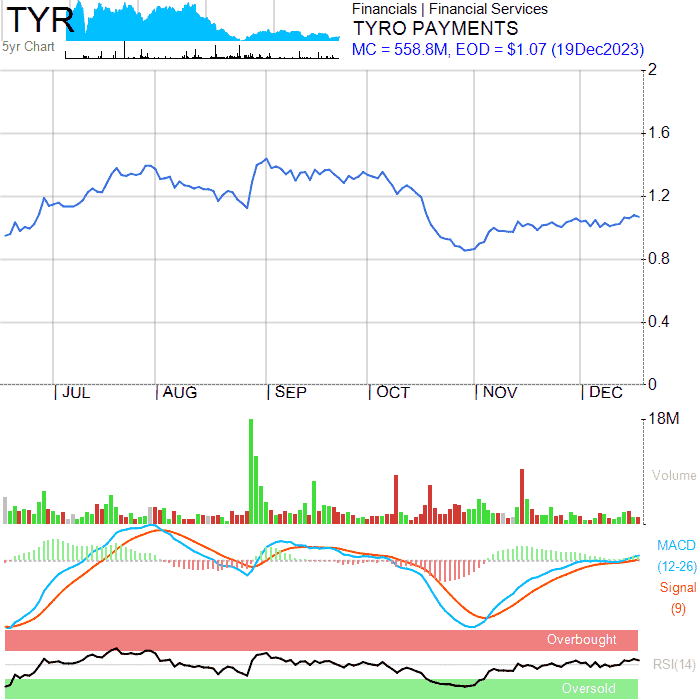 TYR
5yr Chart
Financials | Financial Services
TYRO PAYMENTS
MC = 558.8M, EOD = $1.07 (19Dec2023)
2
1.6
1.2
0.8
0.4
0
JUL
AUG
SEP
OCT
NOV
DEC
18M
Volume
MACD
(12-26)
Signal
(9)
Overbought
RSI(14)
Oversold